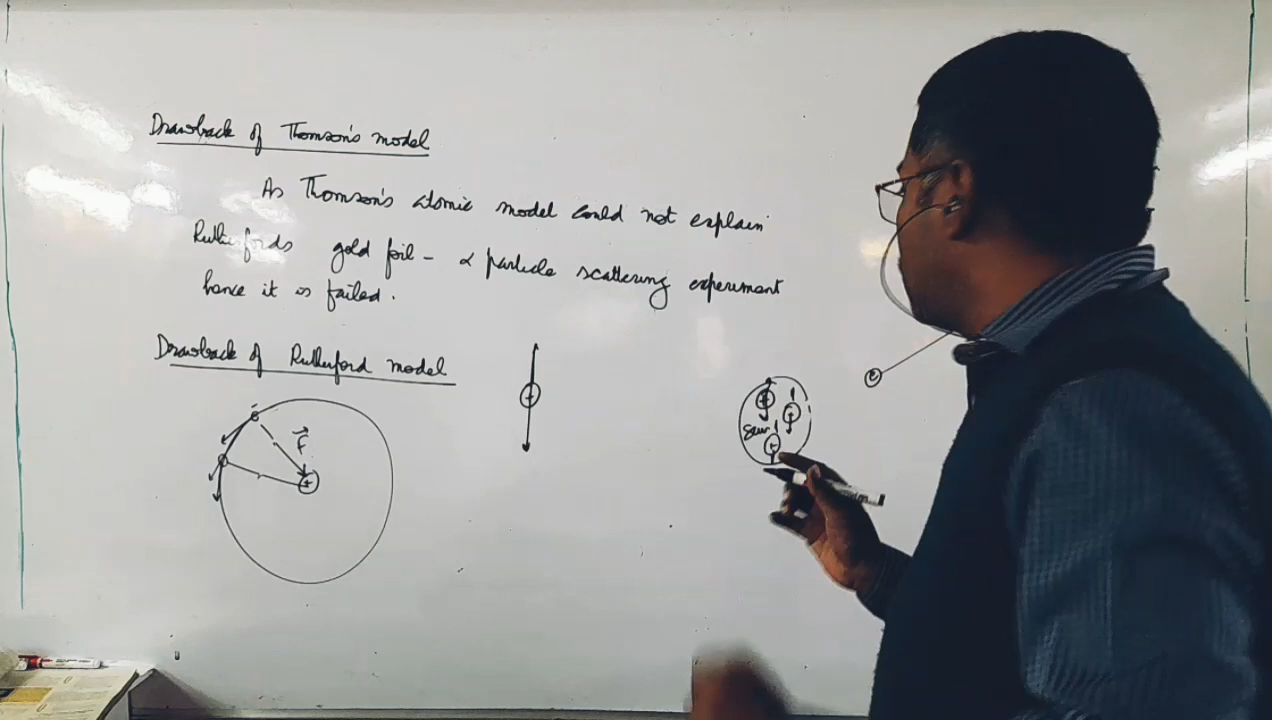 Drawback of Thomson's model
As Thomson's atomic model could not explain
Rutherfords gold foil - α particle scattering experiment
hence it is failed.
Drawback of Rutherford model
e
F
+
+
+
+